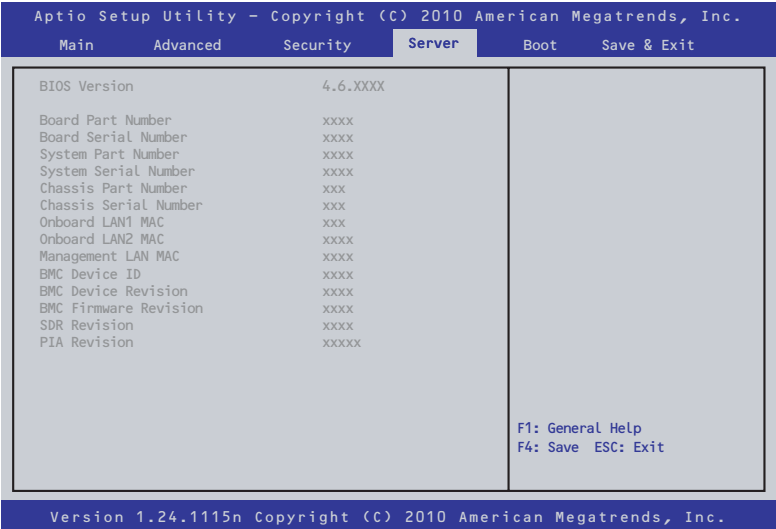 Aptio Setup Utility – Copyright (C) 2010 American Megatrends, Inc.
Main Advanced Security Server Boot Save & Exit
BIOS Version 4.6.XXXX
Board Part Number xxxx
Board Serial Number xxxx
System Part Number xxxx
System Serial Number xxxx
Chassis Part Number xxx
Chassis Serial Number xxx
Onboard LAN1 MAC xxx
Onboard LAN2 MAC xxxx
Management LAN MAC xxxx
BMC Device ID xxxx
BMC Device Revision xxxx
BMC Firmware Revision xxxx
SDR Revision xxxx
PIA Revision xxxxx
F1: General Help
F4: Save ESC: Exit
Version 1.24.1115n Copyright (C) 2010 American Megatrends, Inc.